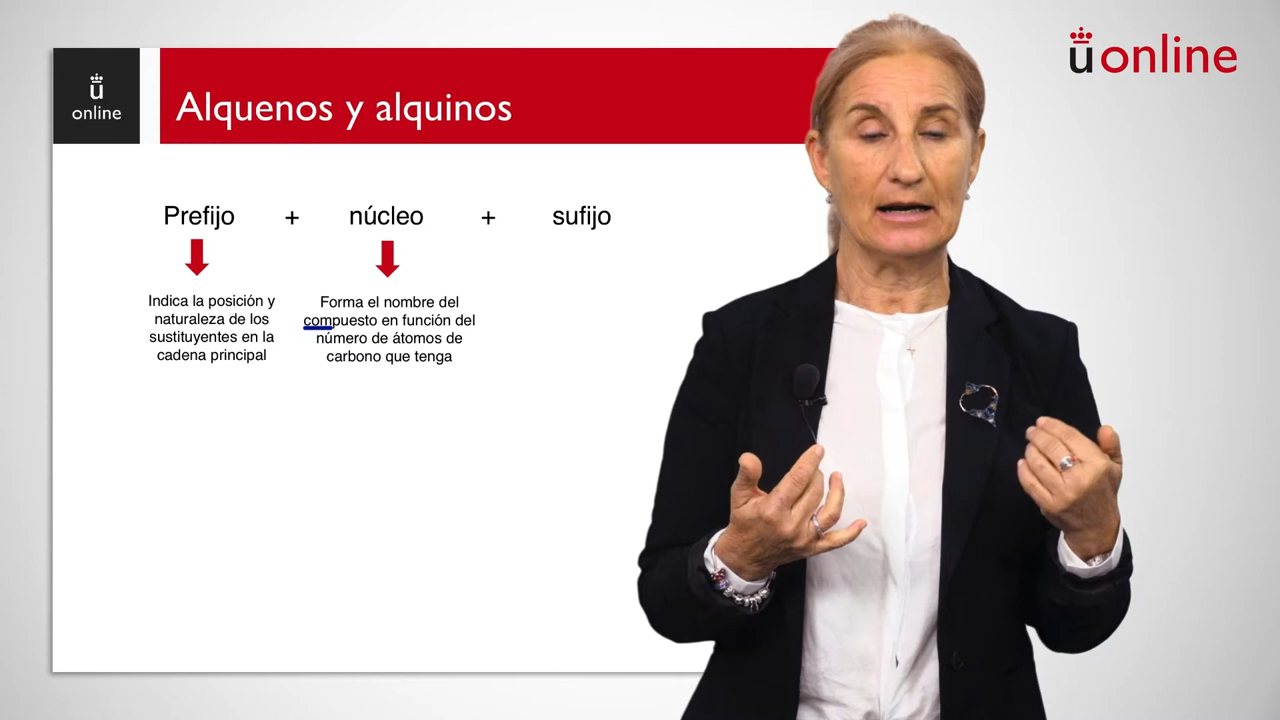 ü online
ü
online
Alquenos y alquinos
Prefijo + núcleo + sufijo
Indica la posición y
naturaleza de los
sustituyentes en la
cadena principal
Forma el nombre del
compuesto en función del
número de átomos de
carbono que tenga